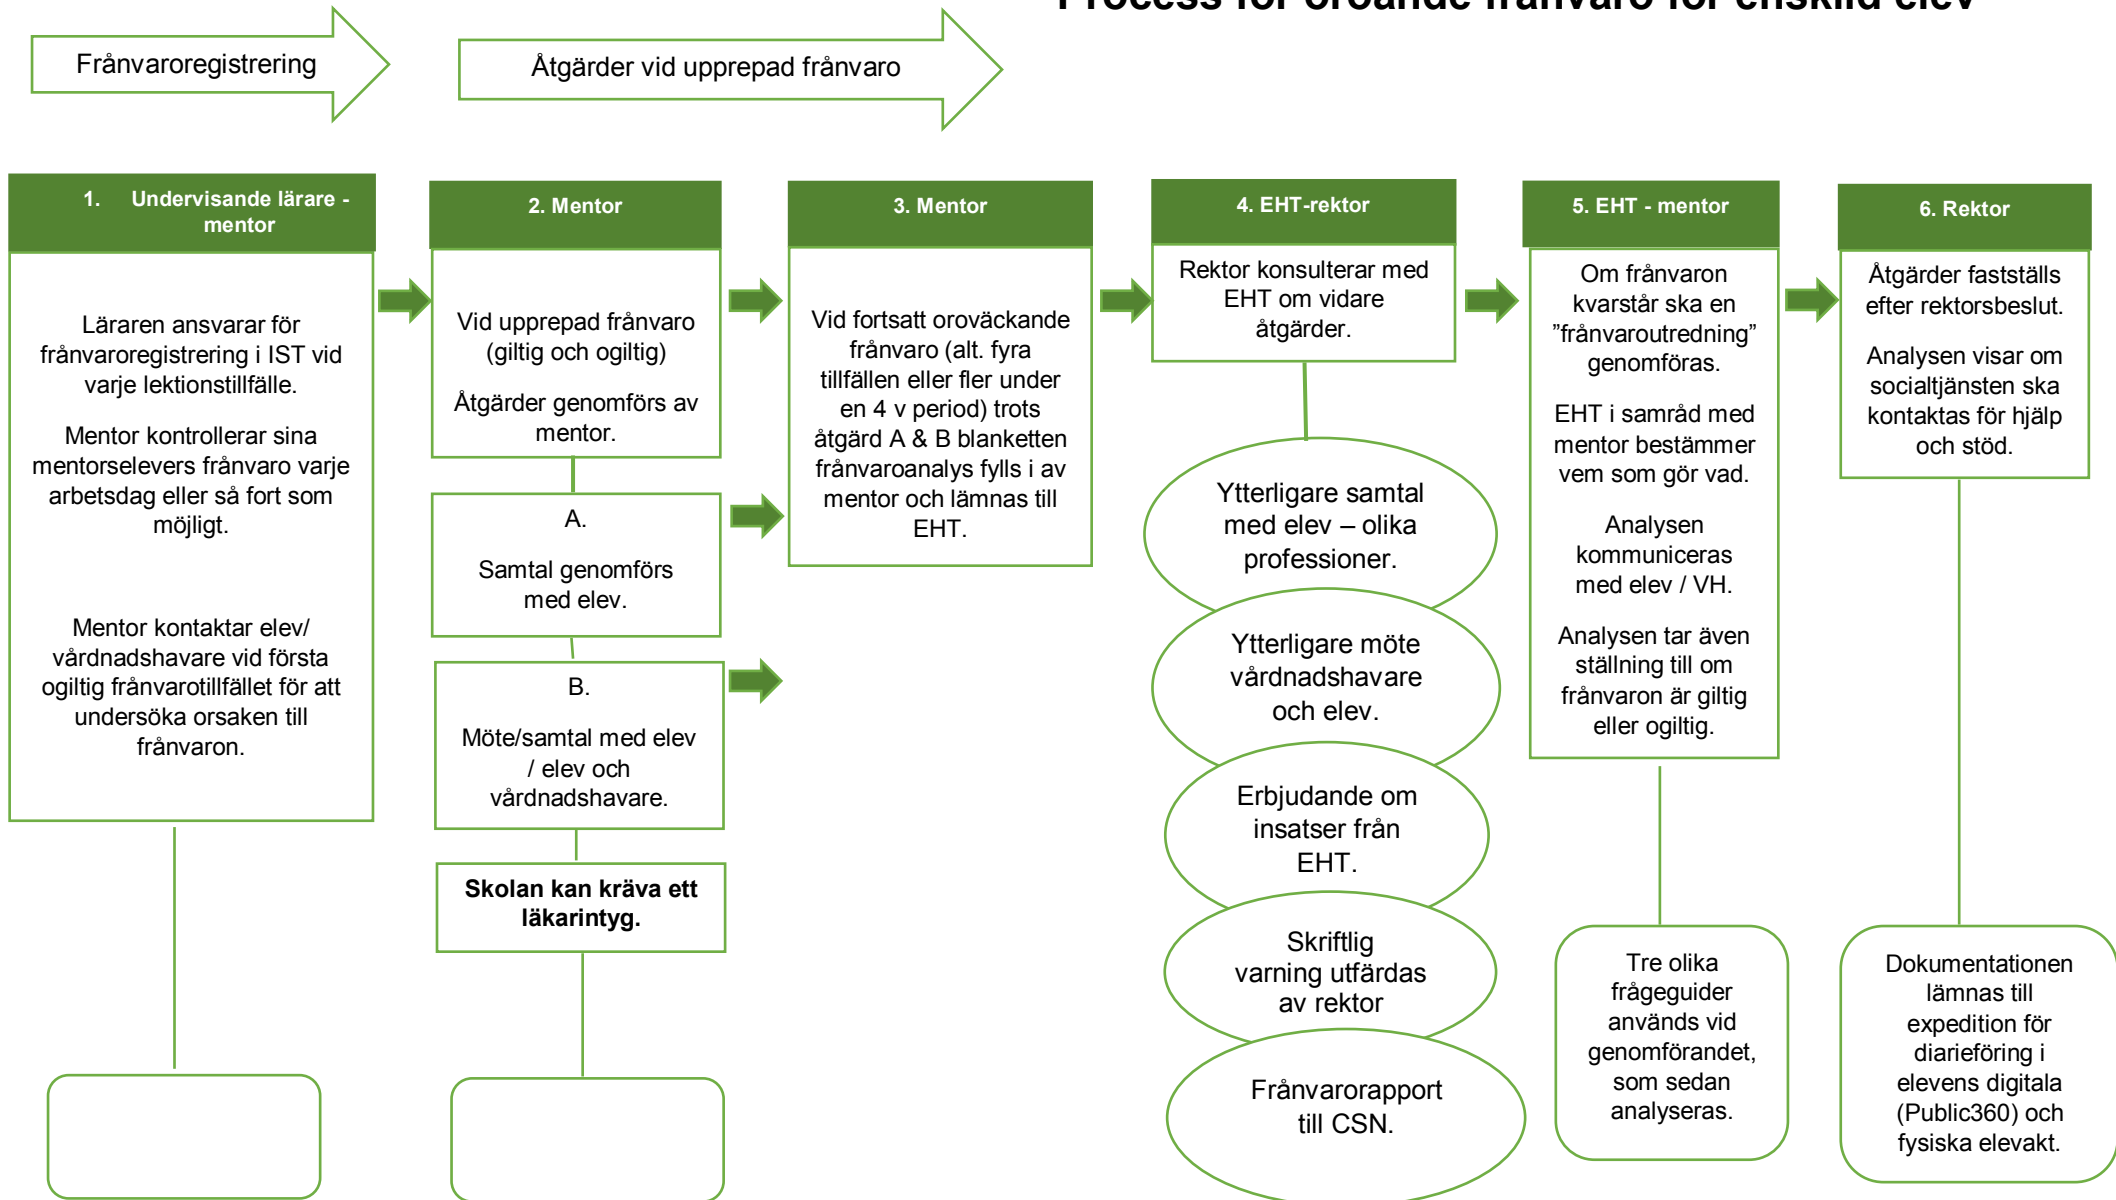 Process för oroande frånvaro för enskild elev
Frånvaroregistrering
Åtgärder vid upprepad frånvaro
1. Undervisande lärare -
mentor
Läraren ansvarar för
frånvaroregistrering i IST vid
varje lektionstillfälle.
Mentor kontrollerar sina
mentorselevers frånvaro varje
arbetsdag eller så fort som
möjligt.
Mentor kontaktar elev/
vårdnadshavare vid första
ogiltig frånvarotillfället för att
undersöka orsaken till
frånvaron.
2. Mentor
Vid upprepad frånvaro
(giltig och ogiltig)
Åtgärder genomförs av
mentor.
A.
Samtal genomförs
med elev.
B.
Möte/samtal med elev
/ elev och
vårdnadshavare.
Skolan kan kräva ett
läkarintyg.
3. Mentor
Vid fortsatt oroväckande
frånvaro (alt. fyra
tillfällen eller fler under
en 4 v period) trots
åtgärd A & B blanketten
frånvaroanalys fylls i av
mentor och lämnas till
EHT.
4. EHT-rektor
Rektor konsulterar med
EHT om vidare
åtgärder.
Ytterligare samtal
med elev – olika
professioner.
Ytterligare möte
vårdnadshavare
och elev.
Erbjudande om
insatser från
EHT.
Skriftlig
varning utfärdas
av rektor
Frånvarorapport
till CSN.
5. EHT - mentor
Om frånvaron
kvarstår ska en
”frånvaroutredning”
genomföras.
EHT i samråd med
mentor bestämmer
vem som gör vad.
Analysen
kommuniceras
med elev / VH.
Analysen tar även
ställning till om
frånvaron är giltig
eller ogiltig.
Tre olika
frågeguider
används vid
genomförandet,
som sedan
analyseras.
6. Rektor
Åtgärder fastställs
efter rektorsbeslut.
Analysen visar om
socialtjänsten ska
kontaktas för hjälp
och stöd.
Dokumentationen
lämnas till
expedition för
diarieföring i
elevens digitala
(Public360) och
fysiska elevakt.